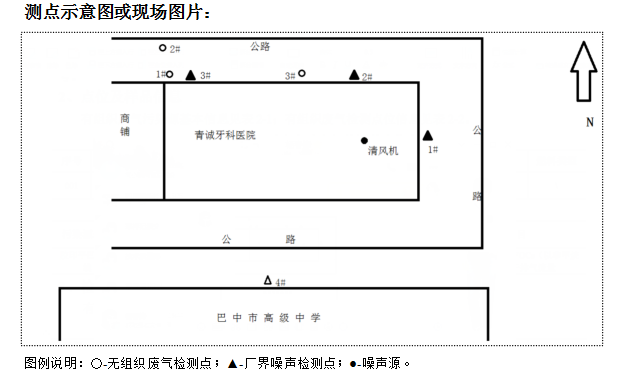 测点示意图或现场图片：
2#
公路
1#
3#
3#
2#
N
商铺
青诚牙科医院
清风机
1#
公路
公路
4#
巴中市高级中学
图例说明：○-无组织废气检测点；▲-厂界噪声检测点；●-噪声源。